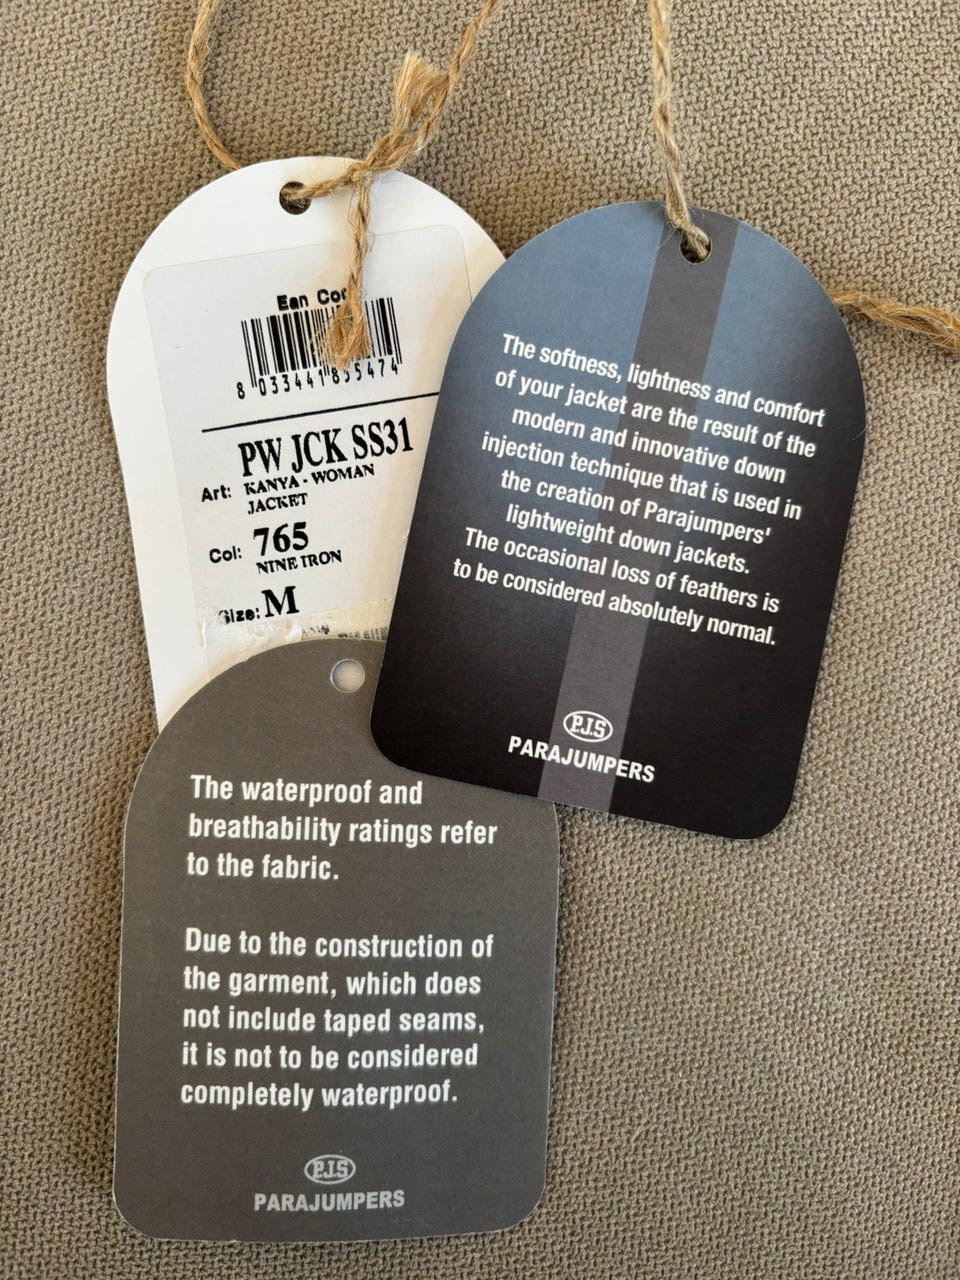 Ean Co
8 033441 855474
PW JCK SS31
Art: KANYA - WOMAN
JACKET
Col: 765
NINE IRON
Size: M
The softness, lightness and comfort
of your jacket are the result of the
modern and innovative down
injection technique that is used in
the creation of Parajumpers'
lightweight down jackets.
The occasional loss of feathers is
to be considered absolutely normal.
P.J.S
PARAJUMPERS
The waterproof and
breathability ratings refer
to the fabric.
Due to the construction of
the garment, which does
not include taped seams,
it is not to be considered
completely waterproof.
P.J.S
PARAJUMPERS